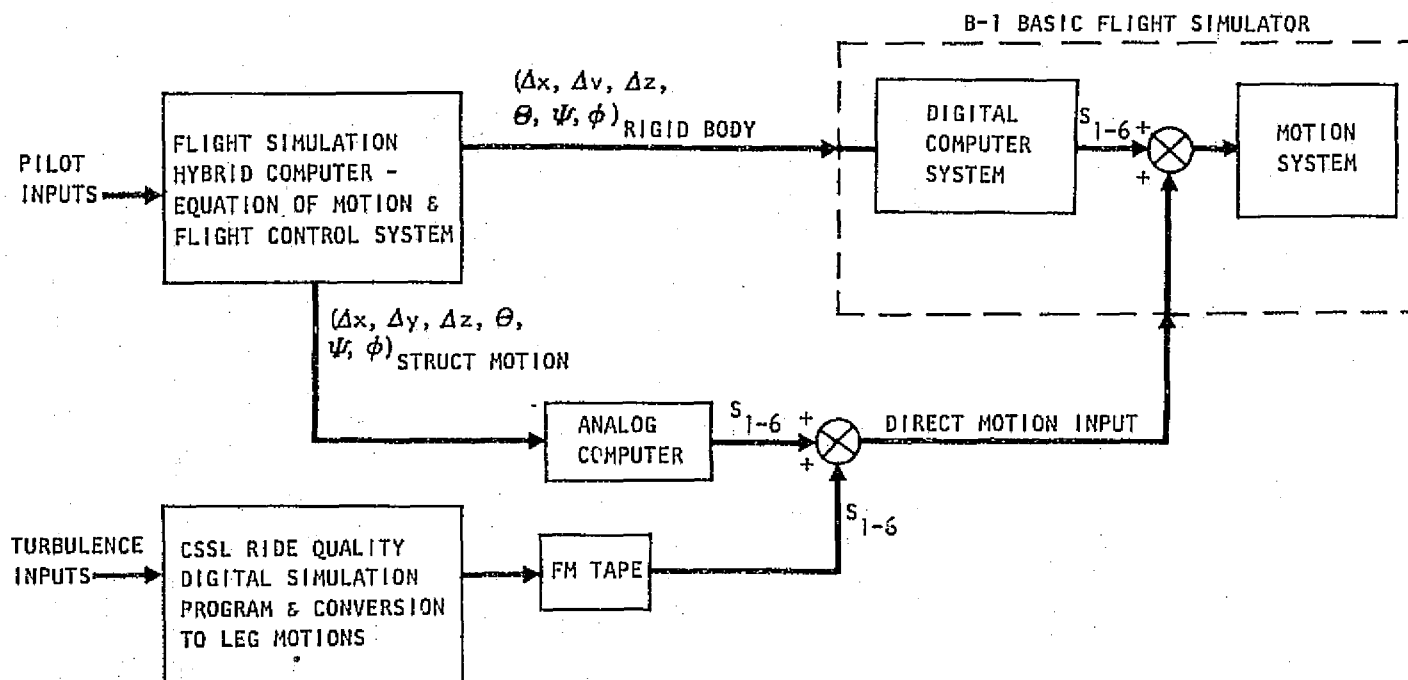 B-1 BASIC FLIGHT SIMULATOR
(Δx, Δv, Δz,
θ, Ψ, φ) RIGID BODY
PILOT
INPUTS
FLIGHT SIMULATION
HYBRID COMPUTER -
EQUATION OF MOTION &
FLIGHT CONTROL SYSTEM
DIGITAL
COMPUTER
SYSTEM
S1-6
+
+
MOTION
SYSTEM
(Δx, Δy, Δz, θ,
Ψ, φ) STRUCT MOTION
ANALOG
COMPUTER
S1-6
+
+
DIRECT MOTION INPUT
S1-6
TURBULENCE
INPUTS
CSSL RIDE QUALITY
DIGITAL SIMULATION
PROGRAM & CONVERSION
TO LEG MOTIONS
FM TAPE